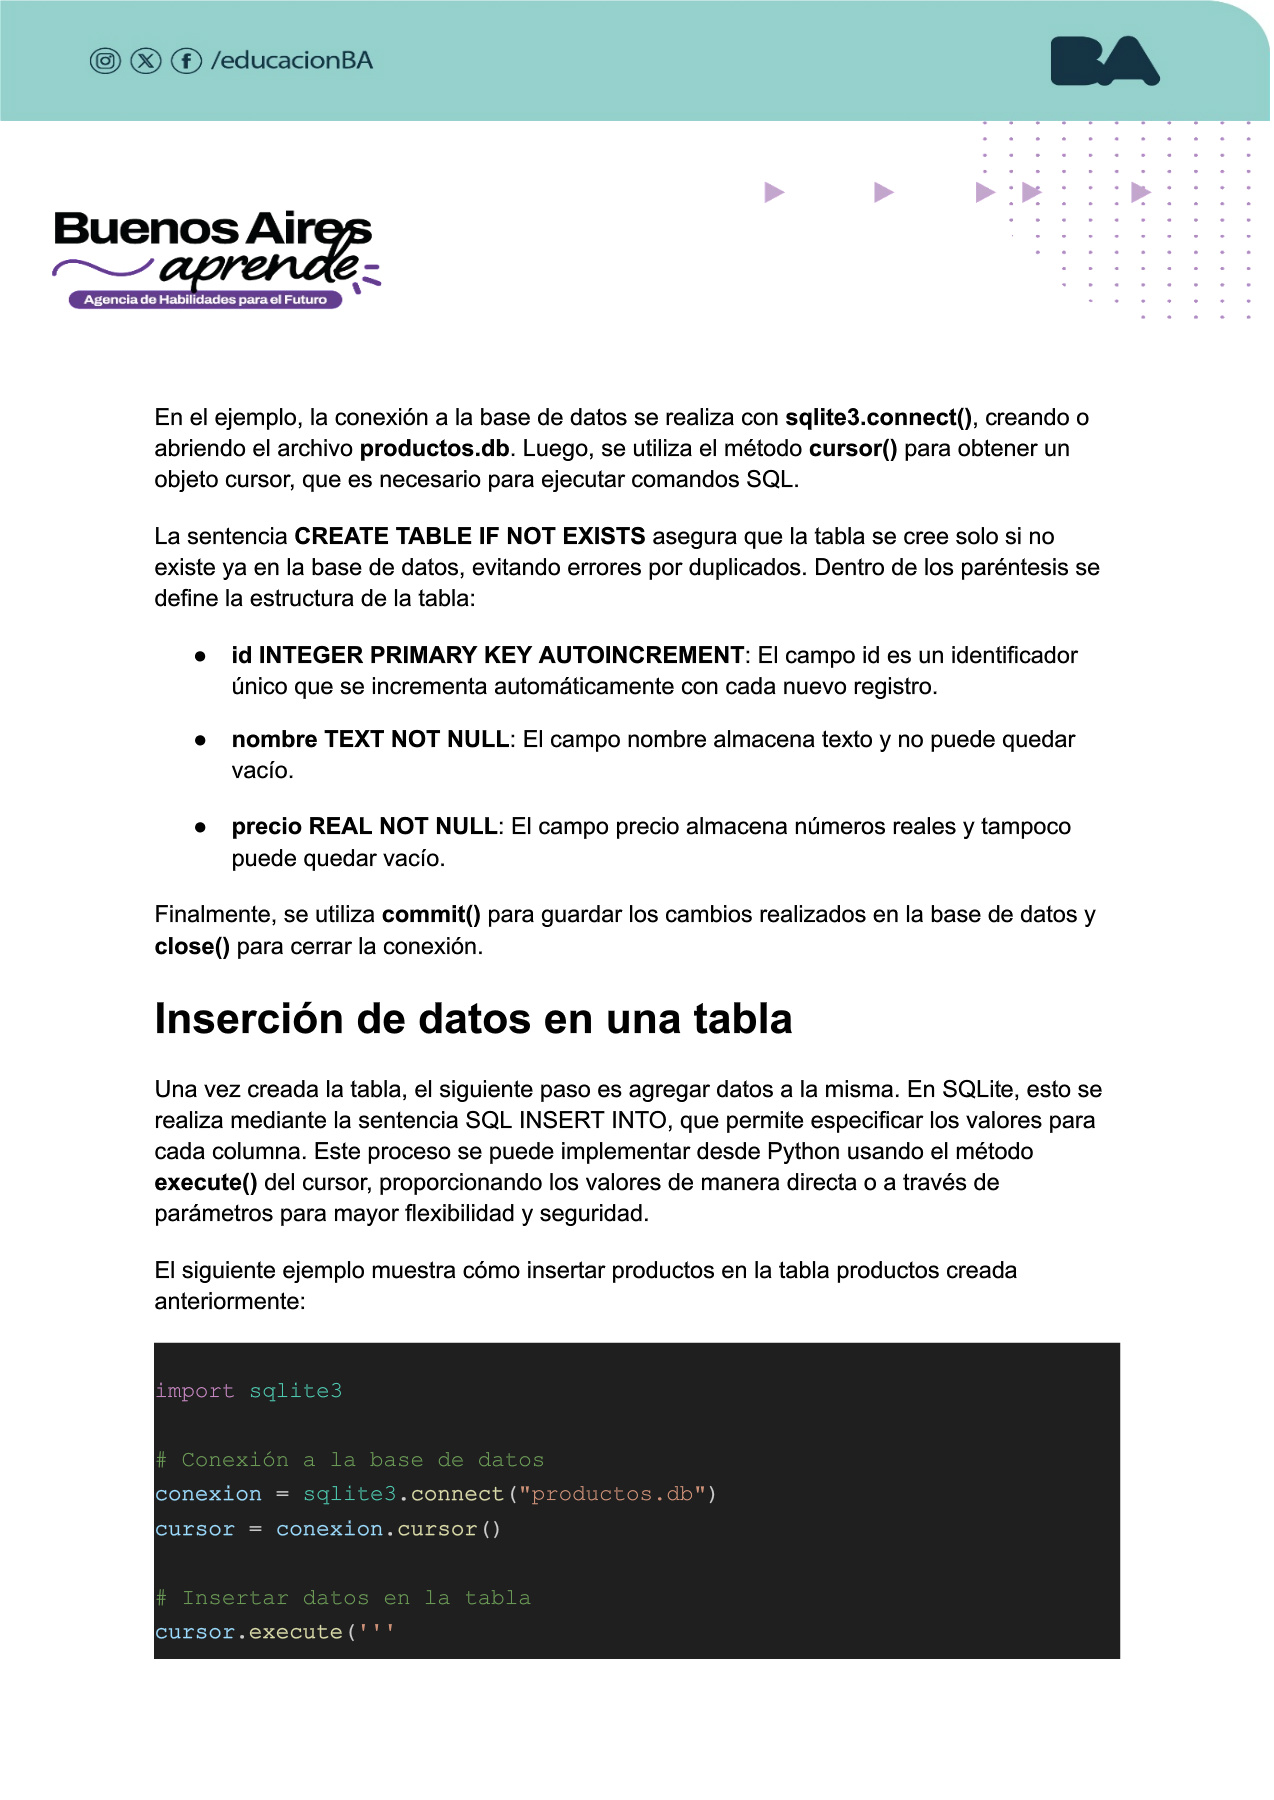 /educacionBA
BA
Buenos Aires
aprende
Agencia de Habilidades para el Futuro
En el ejemplo, la conexión a la base de datos se realiza con sqlite3.connect(), creando o
abriendo el archivo productos.db. Luego, se utiliza el método cursor() para obtener un
objeto cursor, que es necesario para ejecutar comandos SQL.
La sentencia CREATE TABLE IF NOT EXISTS asegura que la tabla se cree solo si no
existe ya en la base de datos, evitando errores por duplicados. Dentro de los paréntesis se
define la estructura de la tabla:
● id INTEGER PRIMARY KEY AUTOINCREMENT: El campo id es un identificador
único que se incrementa automáticamente con cada nuevo registro.
● nombre TEXT NOT NULL: El campo nombre almacena texto y no puede quedar
vacío.
● precio REAL NOT NULL: El campo precio almacena números reales y tampoco
puede quedar vacío.
Finalmente, se utiliza commit() para guardar los cambios realizados en la base de datos y
close() para cerrar la conexión.
Inserción de datos en una tabla
Una vez creada la tabla, el siguiente paso es agregar datos a la misma. En SQLite, esto se
realiza mediante la sentencia SQL INSERT INTO, que permite especificar los valores para
cada columna. Este proceso se puede implementar desde Python usando el método
execute() del cursor, proporcionando los valores de manera directa o a través de
parámetros para mayor flexibilidad y seguridad.
El siguiente ejemplo muestra cómo insertar productos en la tabla productos creada
anteriormente:
import sqlite3
# Conexión a la base de datos
conexion = sqlite3.connect("productos.db")
cursor = conexion.cursor()
# Insertar datos en la tabla
cursor.execute('''